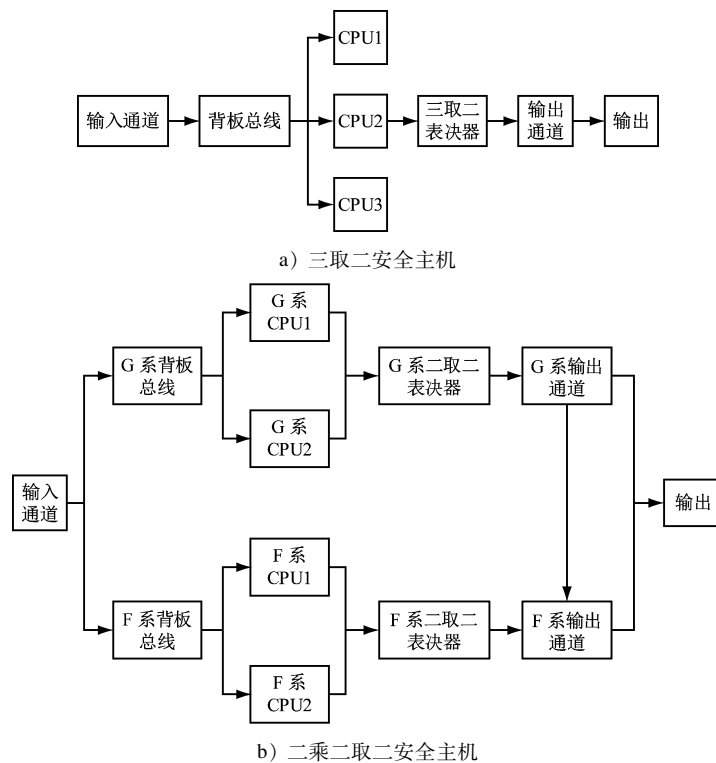 CPU1
输入通道
背板总线
CPU2
三取二
表决器
输出
通道
输出
CPU3
a）三取二安全主机
G 系
CPU1
G 系背板
总线
G 系二取二
表决器
G 系输出
通道
G 系
CPU2
输入
通道
输出
F 系
CPU1
F 系背板
总线
F 系二取二
表决器
F 系输出
通道
F 系
CPU2
b）二乘二取二安全主机